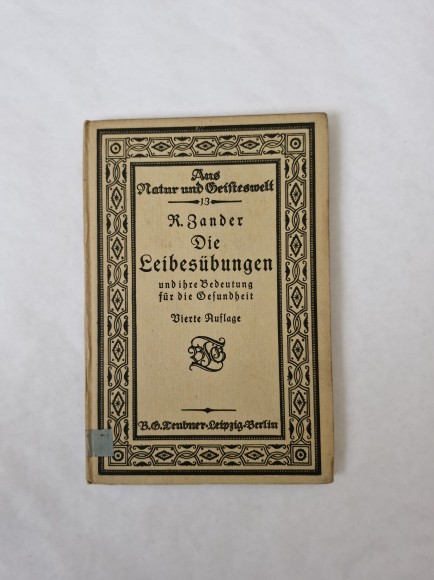 Aus
Natur und Geisteswelt
13
R. Zander
Die
Leibesübungen
und ihre Bedeutung
für die Gesundheit
Vierte Auflage
BGT
B.G.Teubner·Leipzig·Berlin